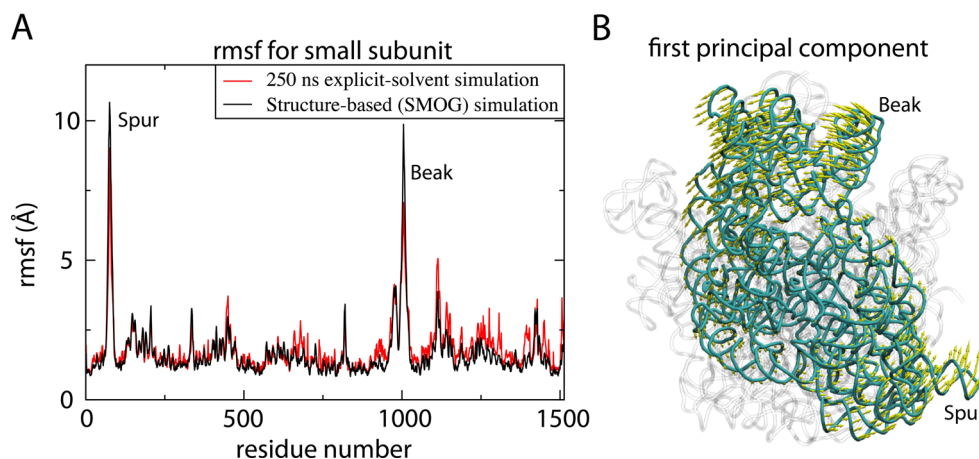 A
rmsf for small subunit
250 ns explicit-solvent simulation
Structure-based (SMOG) simulation
Spur
Beak
10
5
0
rmsf (Å)
0
500
1000
1500
residue number
B
first principal component
Beak
Spu